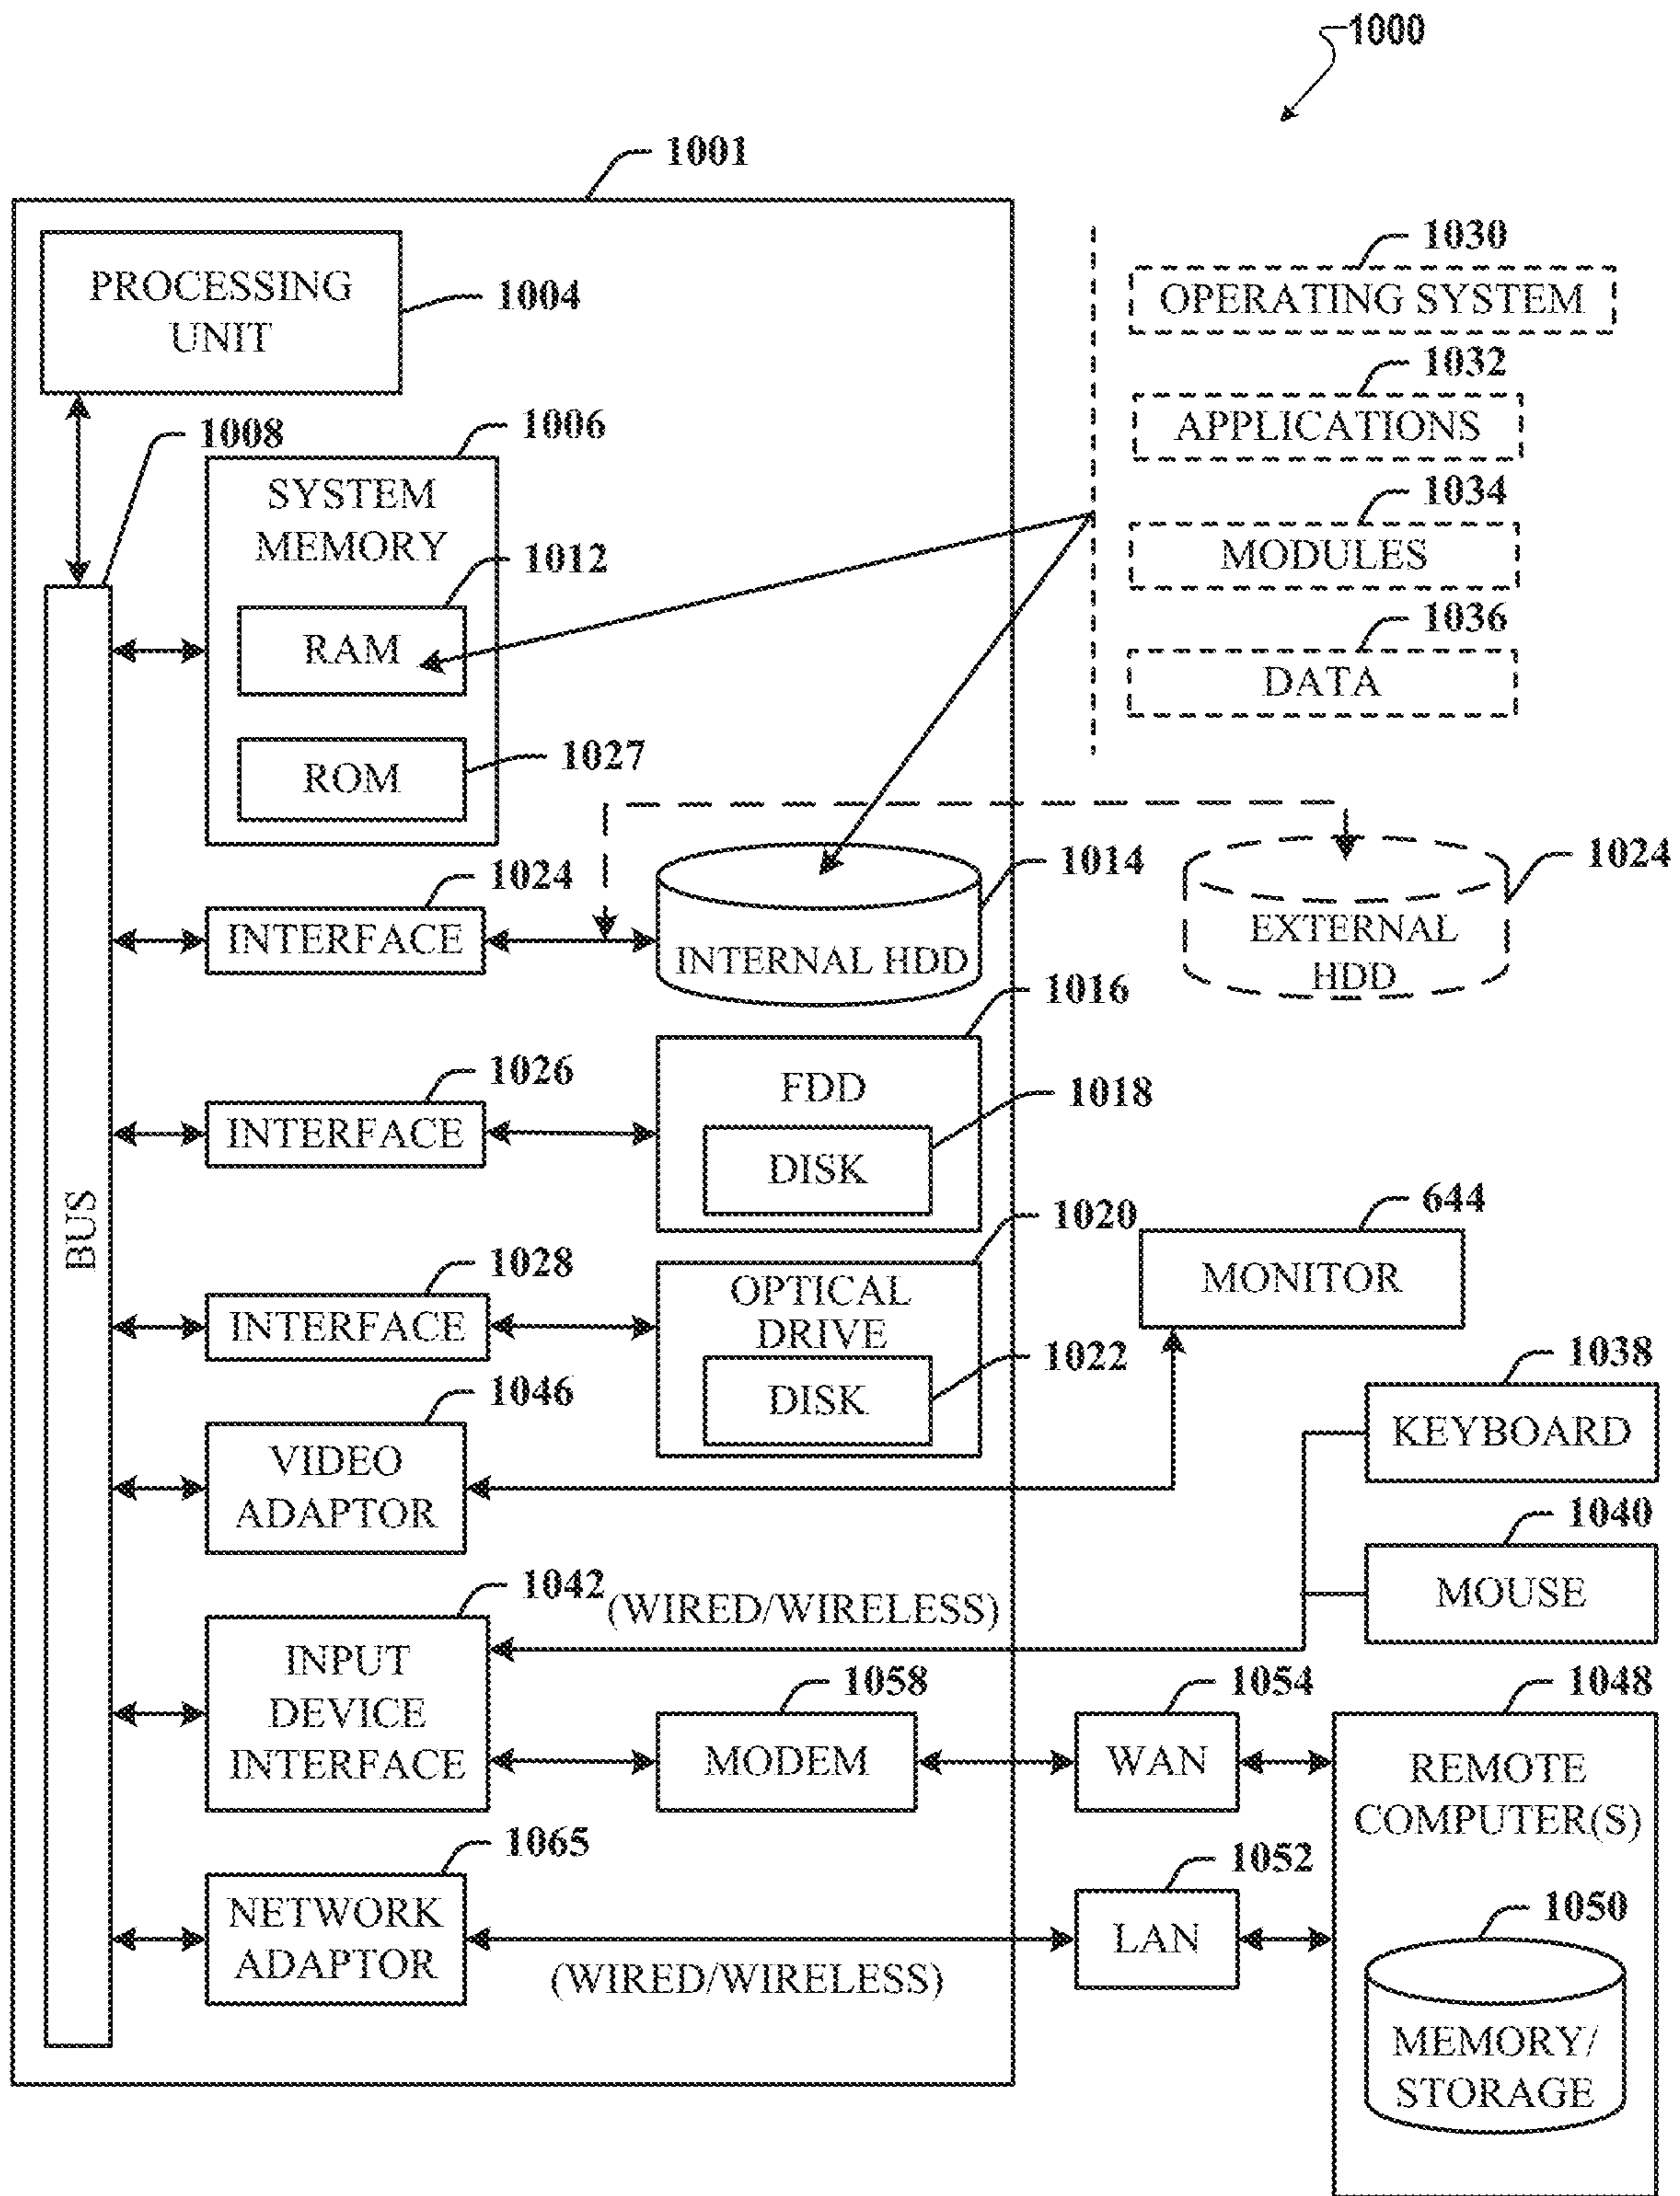 1000
1001
PROCESSING
UNIT
1004
1030
OPERATING SYSTEM
1032
APPLICATIONS
1034
MODULES
1036
DATA
1008
1006
SYSTEM
MEMORY
1012
RAM
1027
ROM
BUS
1024
INTERFACE
1014
INTERNAL HDD
1024
EXTERNAL
HDD
1016
FDD
1018
DISK
1026
INTERFACE
1020
OPTICAL
DRIVE
1022
DISK
1028
INTERFACE
644
MONITOR
1046
VIDEO
ADAPTOR
1038
KEYBOARD
1040
MOUSE
1042
(WIRED/WIRELESS)
INPUT
DEVICE
INTERFACE
1058
MODEM
1054
WAN
1048
REMOTE
COMPUTER(S)
1065
NETWORK
ADAPTOR
(WIRED/WIRELESS)
1052
LAN
1050
MEMORY/
STORAGE